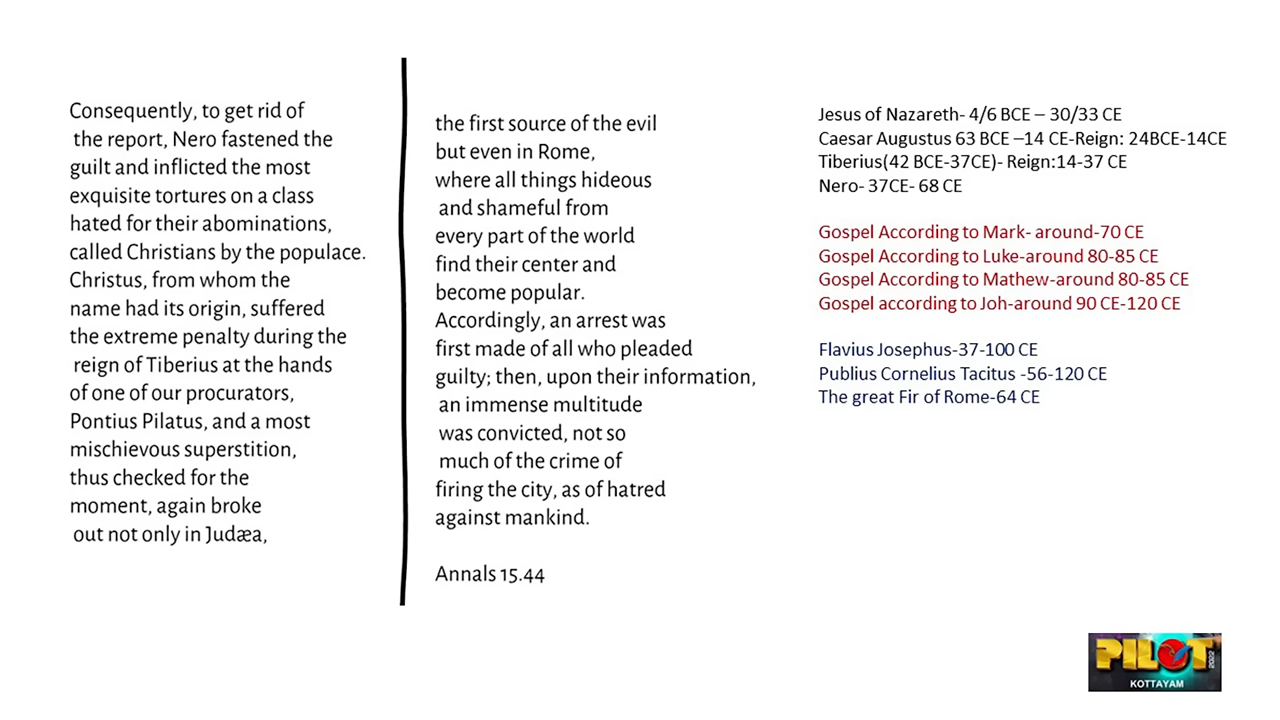 Consequently, to get rid of
the report, Nero fastened the
guilt and inflicted the most
exquisite tortures on a class
hated for their abominations,
called Christians by the populace.
Christus, from whom the
name had its origin, suffered
the extreme penalty during the
reign of Tiberius at the hands
of one of our procurators,
Pontius Pilatus, and a most
mischievous superstition,
thus checked for the
moment, again broke
out not only in Judæa,
the first source of the evil
but even in Rome,
where all things hideous
and shameful from
every part of the world
find their center and
become popular.
Accordingly, an arrest was
first made of all who pleaded
guilty; then, upon their information,
an immense multitude
was convicted, not so
much of the crime of
firing the city, as of hatred
against mankind.
Annals 15.44
Jesus of Nazareth- 4/6 BCE – 30/33 CE
Caesar Augustus 63 BCE –14 CE-Reign: 24BCE-14CE
Tiberius(42 BCE-37CE)- Reign:14-37 CE
Nero- 37CE- 68 CE
Gospel According to Mark- around-70 CE
Gospel According to Luke-around 80-85 CE
Gospel According to Mathew-around 80-85 CE
Gospel according to Joh-around 90 CE-120 CE
Flavius Josephus-37-100 CE
Publius Cornelius Tacitus -56-120 CE
The great Fir of Rome-64 CE
PILOT 2022
KOTTAYAM